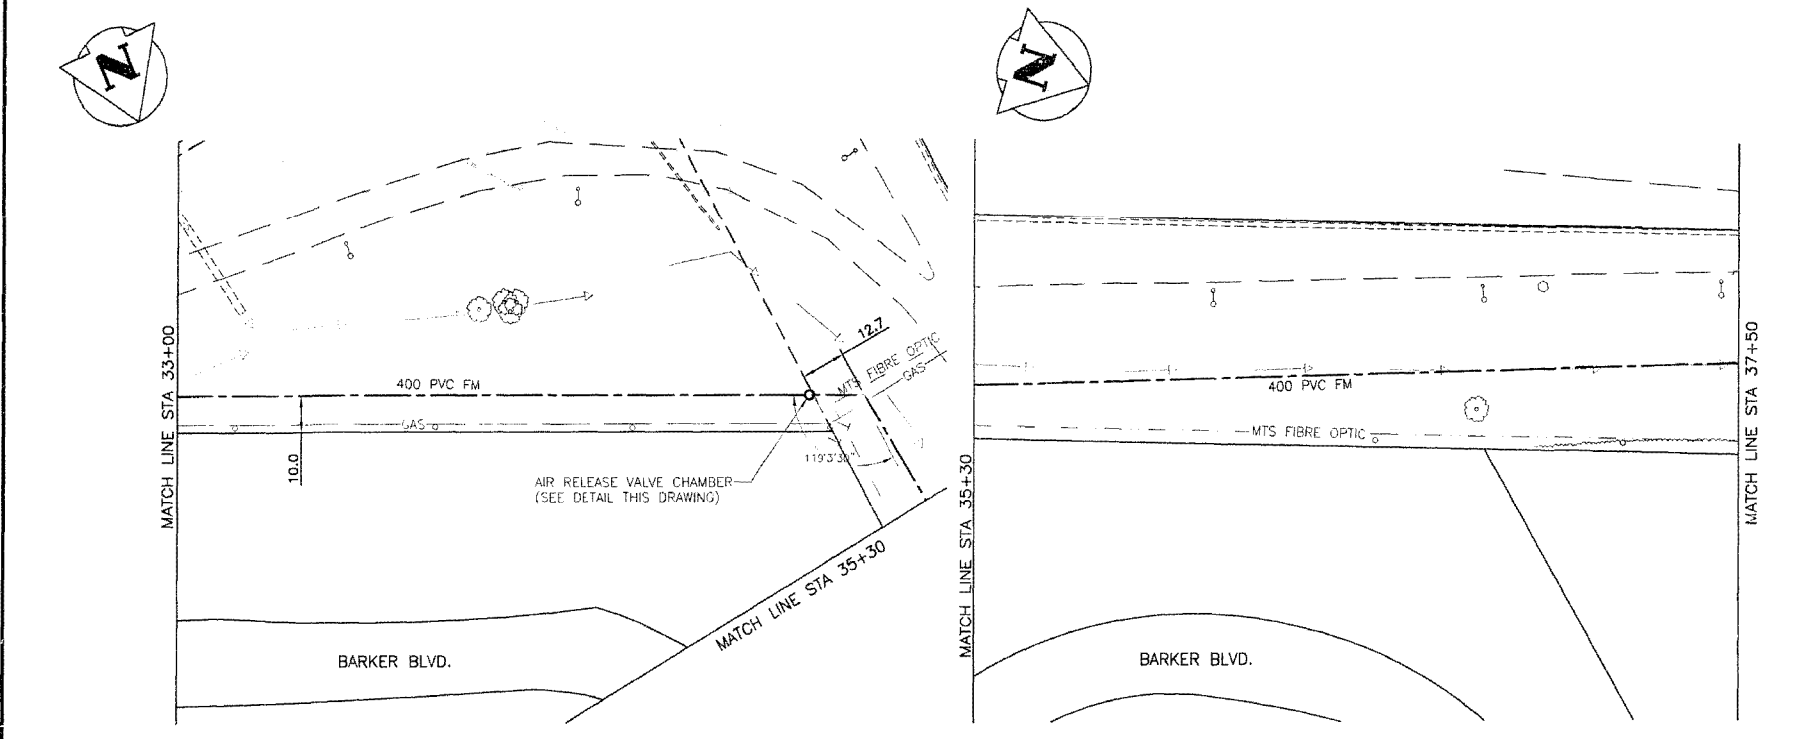 N
N
MATCH LINE STA 33+00
400 PVC FM
GAS
10.0
12.7
MTS FIBRE OPTIC
GAS
119°3'30"
AIR RELEASE VALVE CHAMBER
(SEE DETAIL THIS DRAWING)
MATCH LINE STA 35+30
BARKER BLVD.
MATCH LINE STA 35+30
400 PVC FM
MTS FIBRE OPTIC
BARKER BLVD.
MATCH LINE STA 37+50